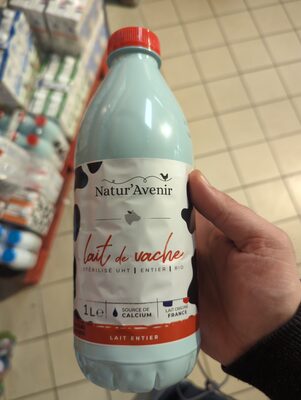 Natur'Avenir
lait de vache
STÉRILISÉ UHT | ENTIER | BIO
1L℮
SOURCE DE
CALCIUM
LAIT ORIGINE
FRANCE
LAIT ENTIER